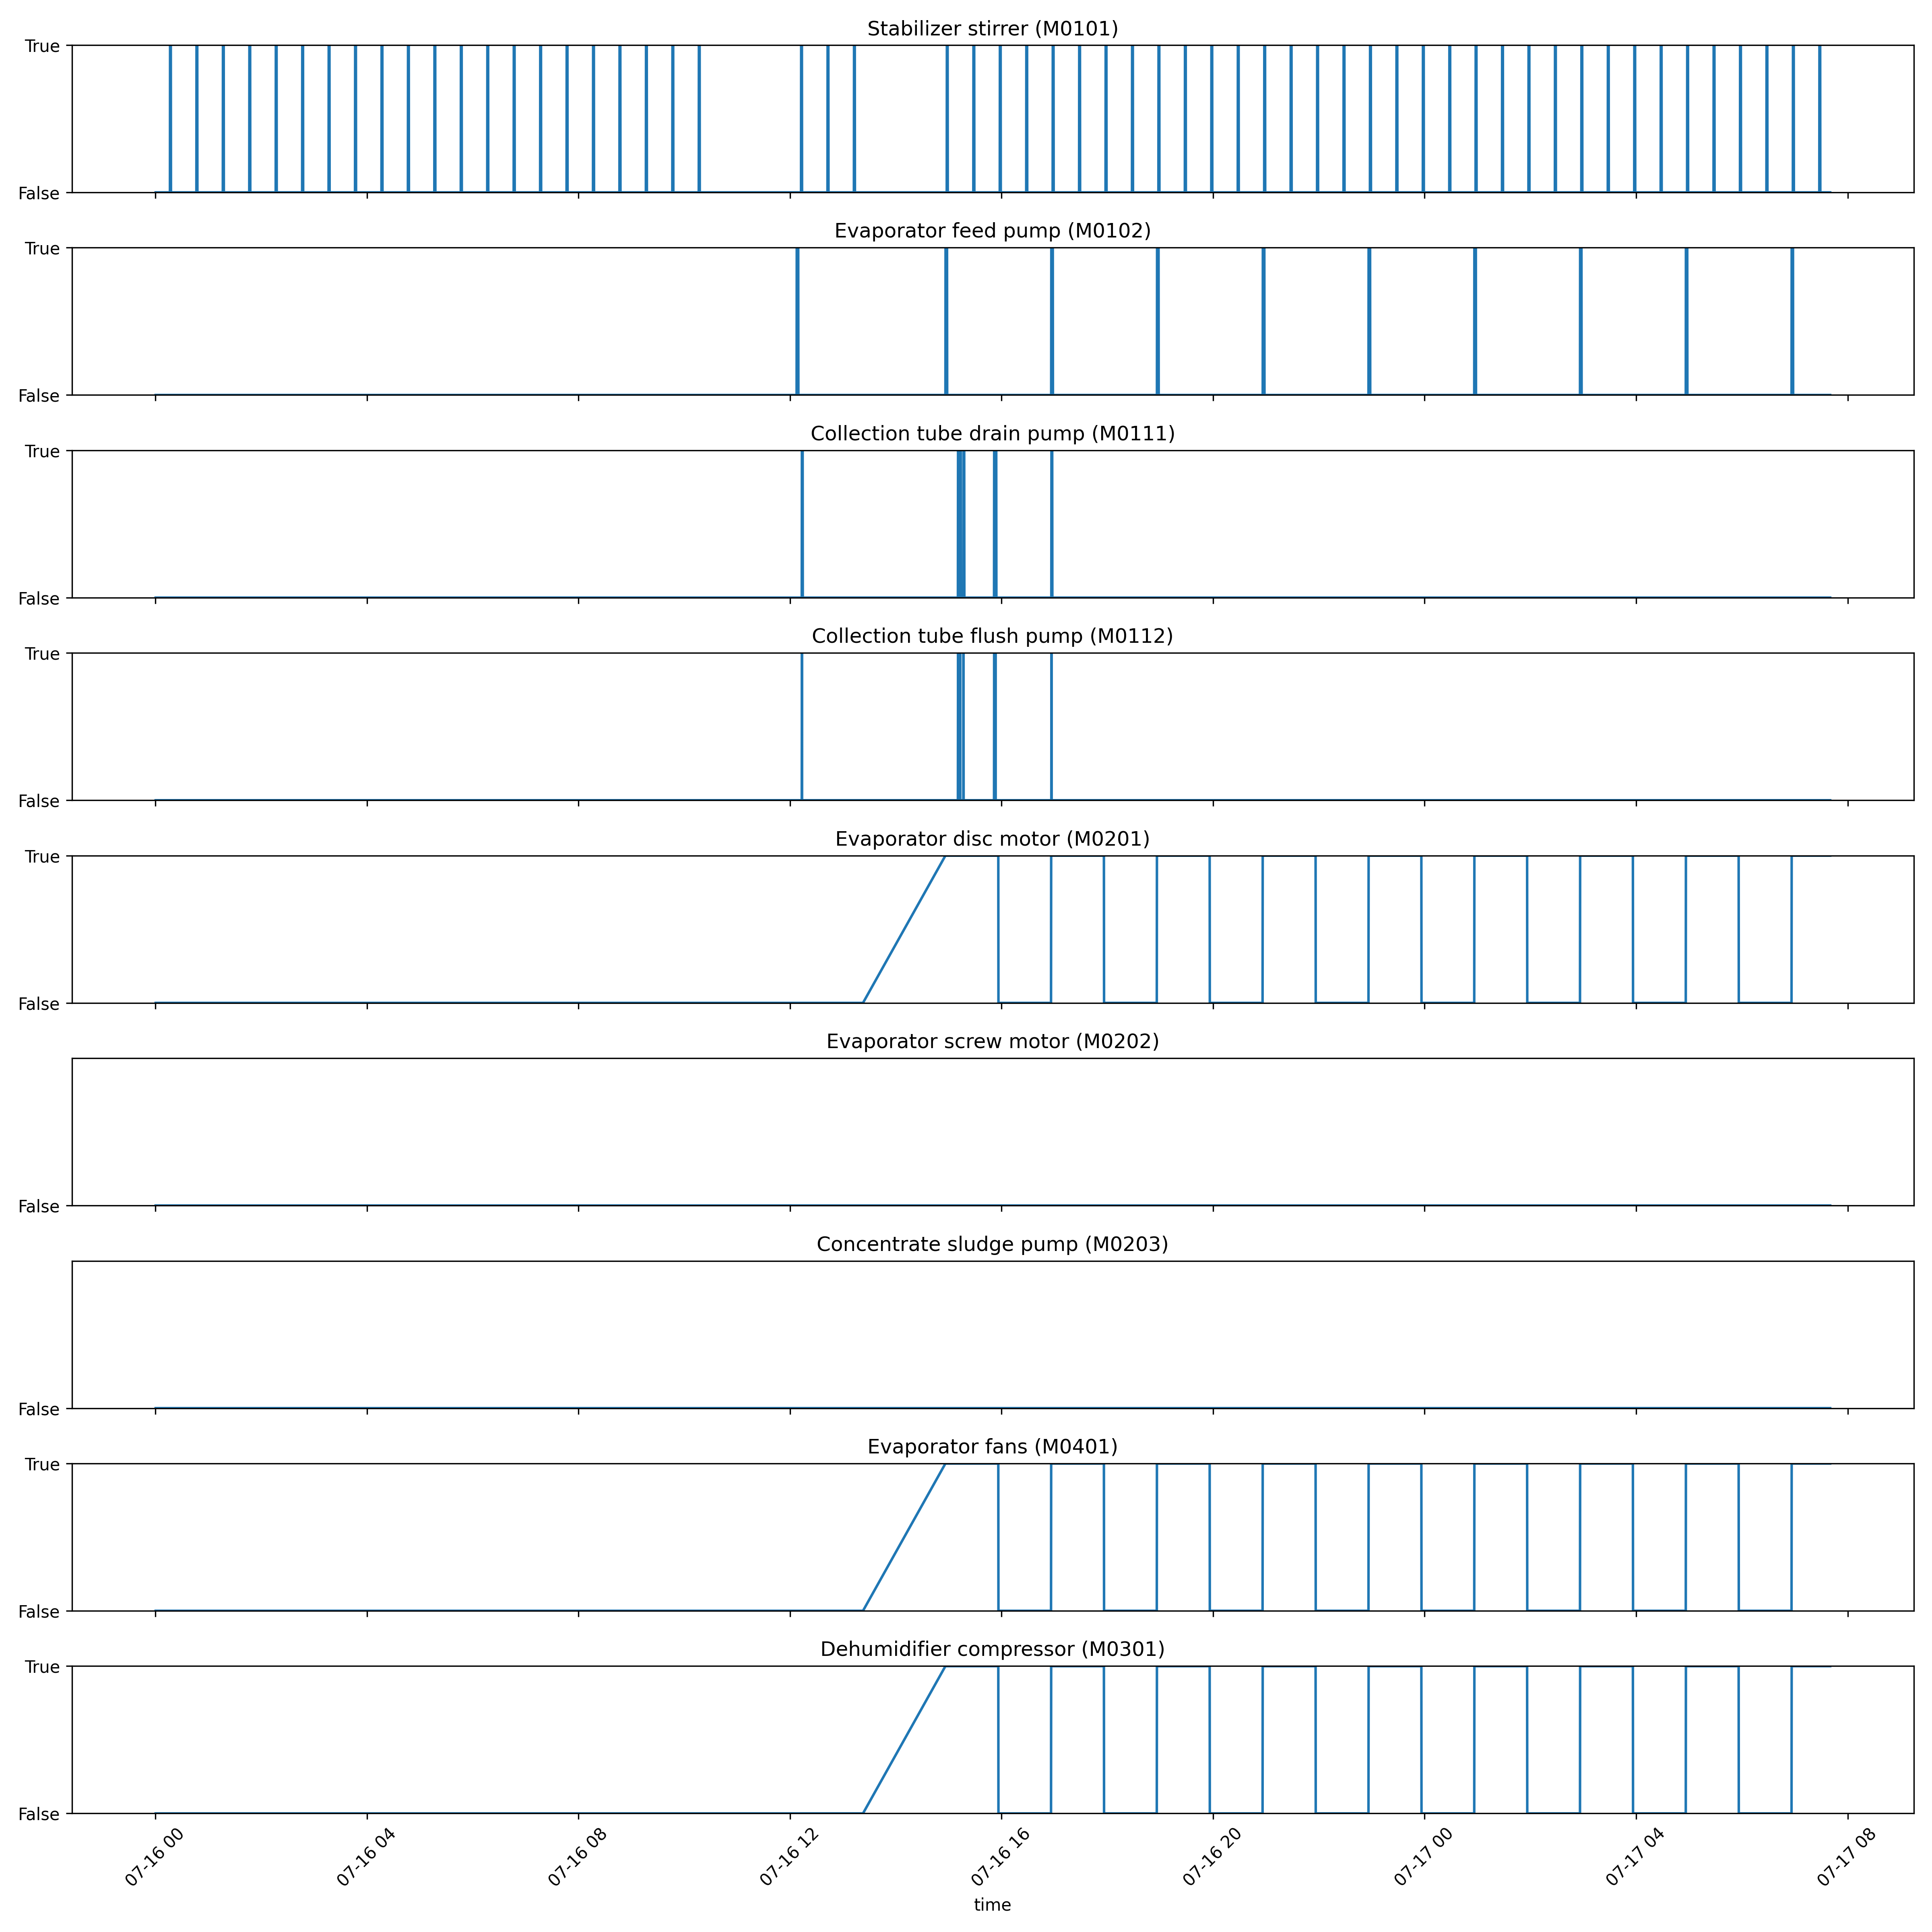 Stabilizer stirrer (M0101)
True
False
Evaporator feed pump (M0102)
True
False
Collection tube drain pump (M0111)
True
False
Collection tube flush pump (M0112)
True
False
Evaporator disc motor (M0201)
True
False
Evaporator screw motor (M0202)
False
Concentrate sludge pump (M0203)
False
Evaporator fans (M0401)
True
False
Dehumidifier compressor (M0301)
True
False
07-16 00
07-16 04
07-16 08
07-16 12
07-16 16
07-16 20
07-17 00
07-17 04
07-17 08
time